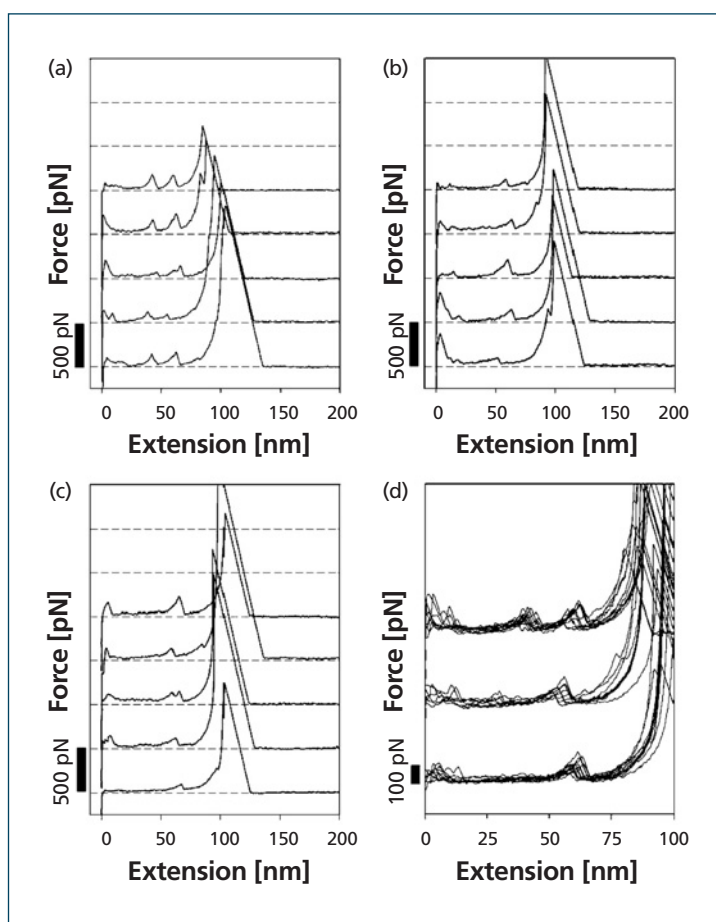 (a)
Force [pN]
500 pN
0 50 100 150 200
Extension [nm]
(b)
Force [pN]
500 pN
0 50 100 150 200
Extension [nm]
(c)
Force [pN]
500 pN
0 50 100 150 200
Extension [nm]
(d)
Force [pN]
100 pN
0 25 50 75 100
Extension [nm]